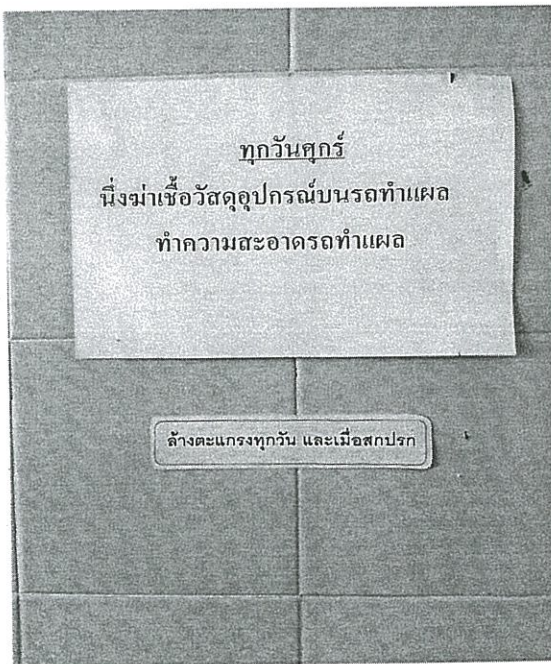 ทุกวันศุกร์
นึ่งฆ่าเชื้อวัสดุอุปกรณ์บนรถทำแผล
ทำความสะอาดรถทำแผล
ล้างตะแกรงทุกวัน และเมื่อสกปรก